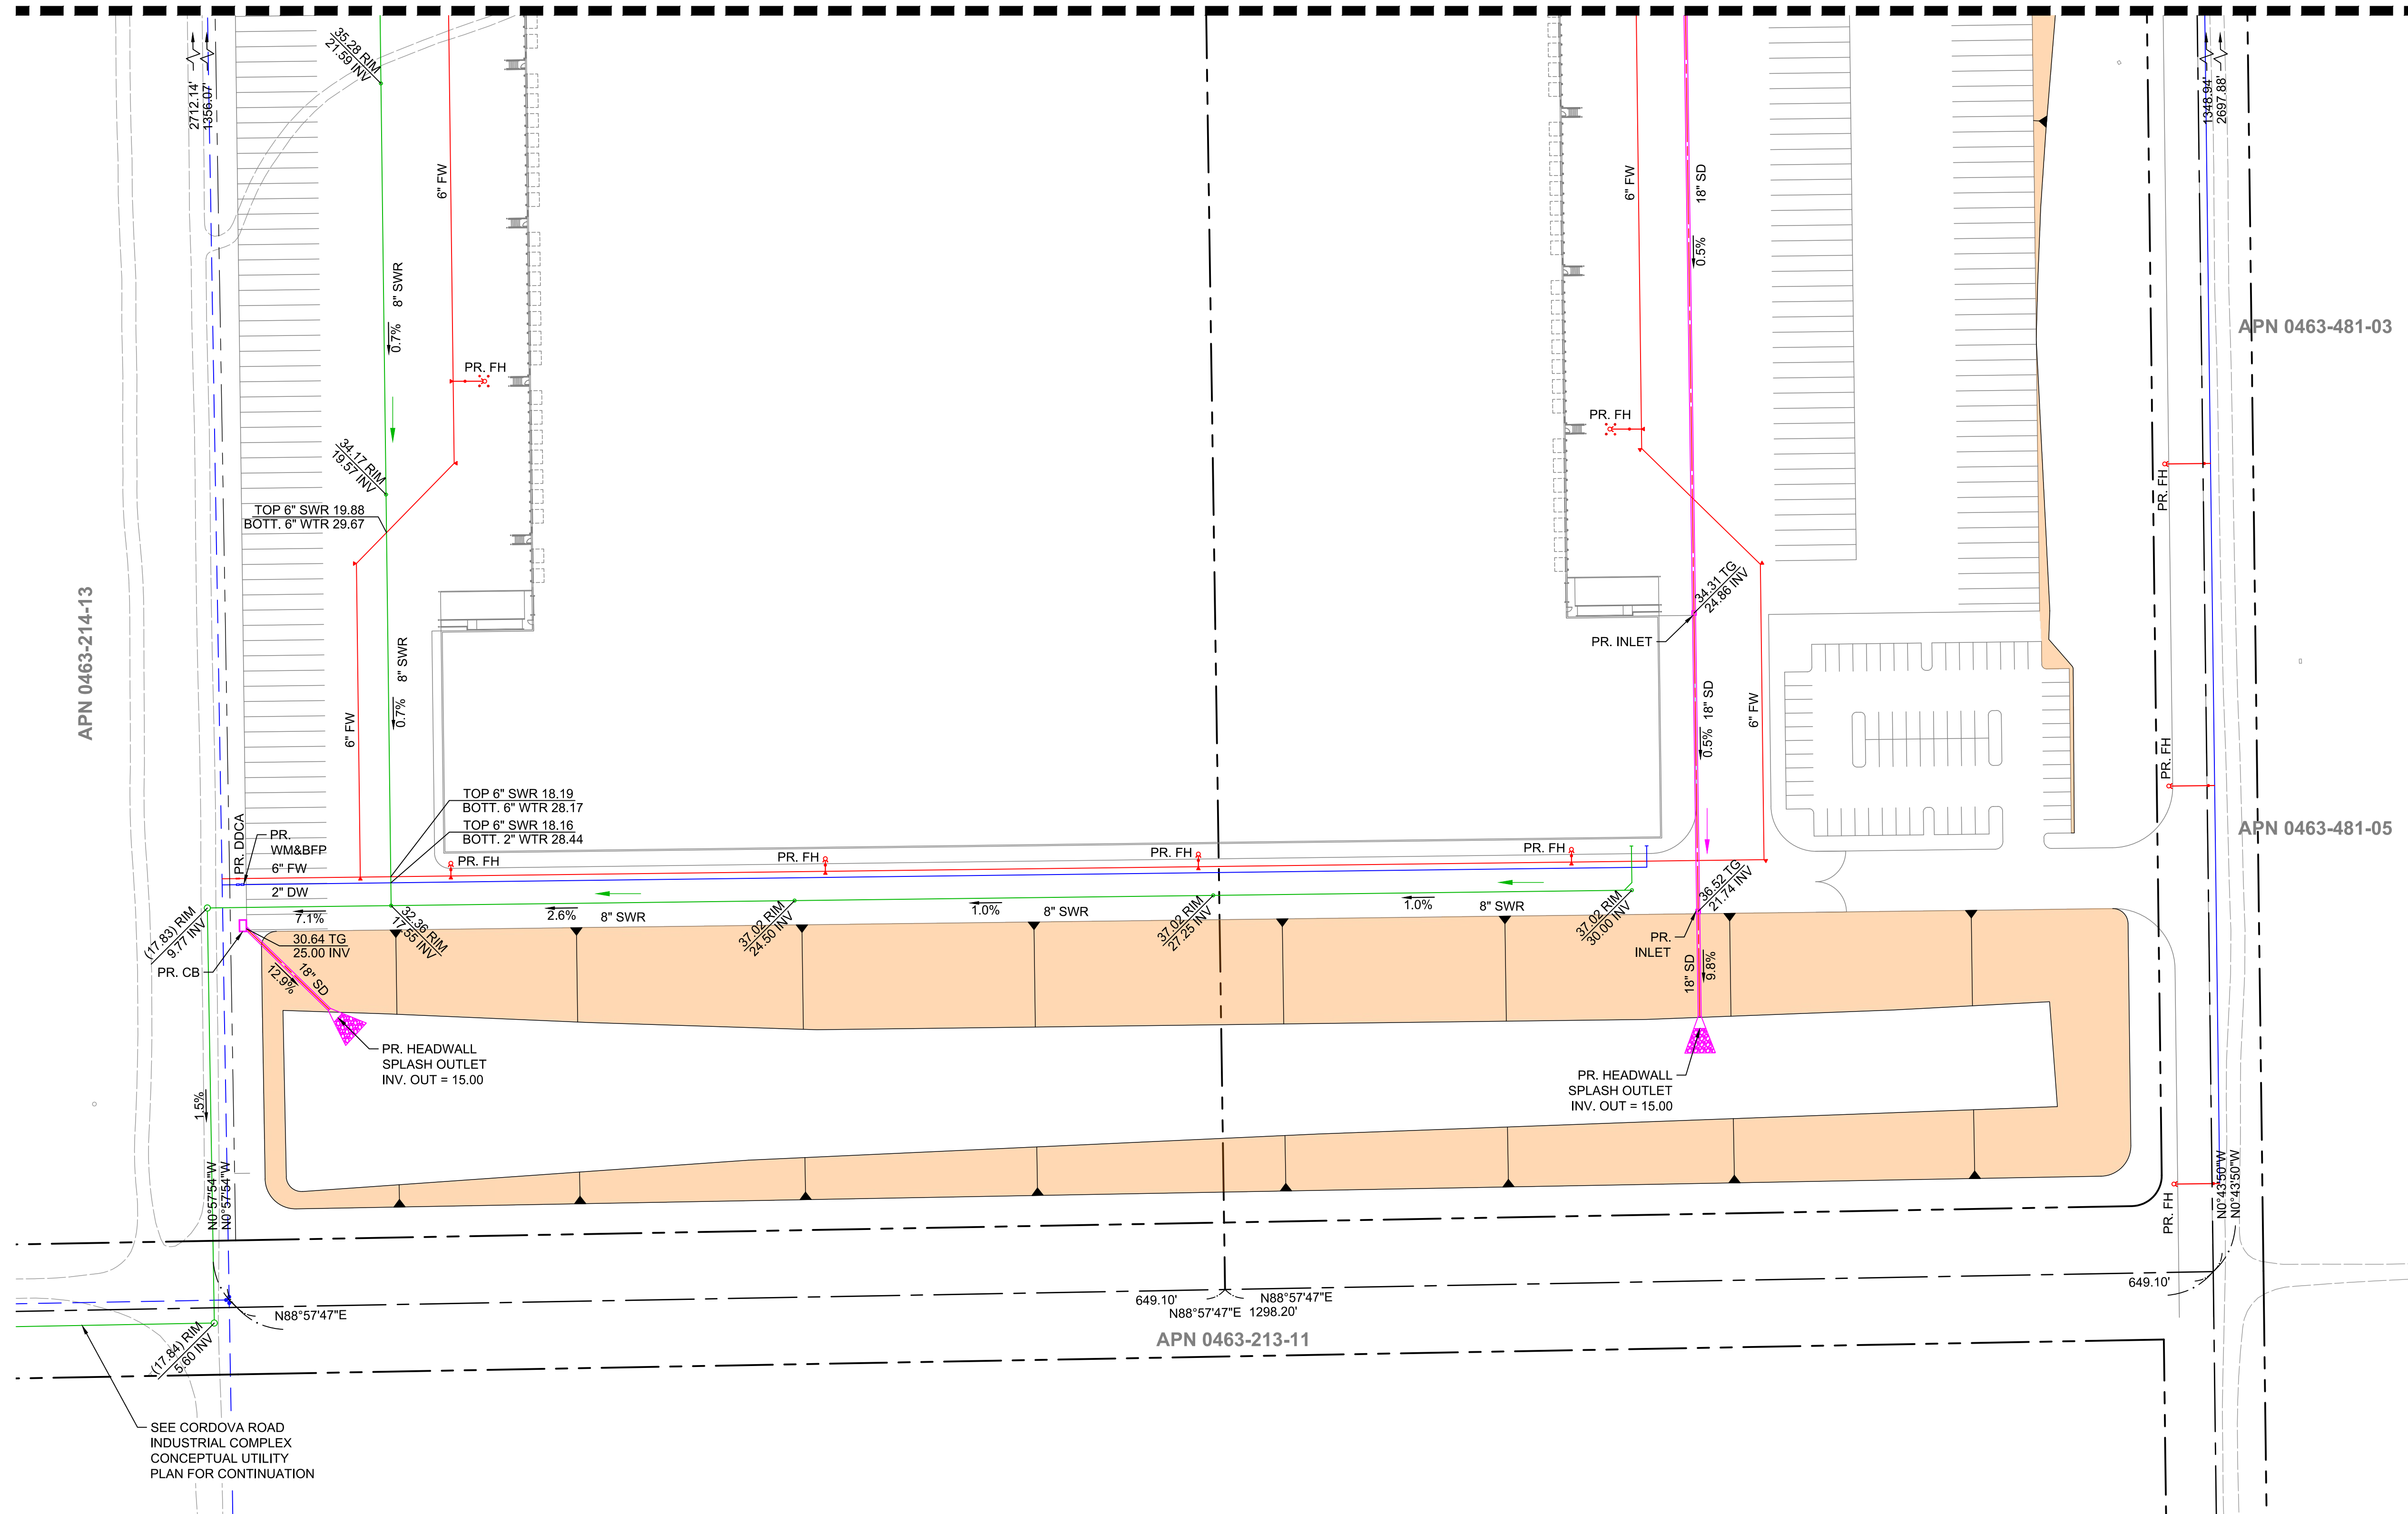 35.28 RIM
21.59 INV
2712.14'
1356.07'
6" FW
8" SWR
0.7%
PR. FH
34.17 RIM
19.57 INV
TOP 6" SWR 19.88
BOTT. 6" WTR 29.67
APN 0463-214-13
8" SWR
0.7%
6" FW
TOP 6" SWR 18.19
BOTT. 6" WTR 28.17
TOP 6" SWR 18.16
BOTT. 2" WTR 28.44
PR. DDCA
PR.
WM&BFP
6" FW
2" DW
PR. FH
PR. FH
PR. FH
PR. FH
6" FW
18" SD
0.5%
PR. FH
34.31 TG
24.86 INV
PR. INLET
18" SD
0.5%
6" FW
1348.94'
2697.88'
APN 0463-481-03
PR. FH
PR. FH
APN 0463-481-05
(17.83) RIM
9.77 INV
7.1%
32.36 RIM
17.55 INV
2.6%
8" SWR
37.02 RIM
24.50 INV
1.0%
8" SWR
37.02 RIM
27.25 INV
1.0%
8" SWR
37.02 RIM
30.00 INV
36.52 TG
21.74 INV
PR.
INLET
18" SD
9.8%
30.64 TG
25.00 INV
PR. CB
18" SD
12.9%
PR. HEADWALL
SPLASH OUTLET
INV. OUT = 15.00
PR. HEADWALL
SPLASH OUTLET
INV. OUT = 15.00
1.5%
N0°57'54"W
N0°57'54"W
PR. FH
N0°43'50"W
N0°43'50"W
N88°57'47"E
649.10'
N88°57'47"E
N88°57'47"E 1298.20'
649.10'
APN 0463-213-11
(17.84) RIM
5.60 INV
SEE CORDOVA ROAD
INDUSTRIAL COMPLEX
CONCEPTUAL UTILITY
PLAN FOR CONTINUATION